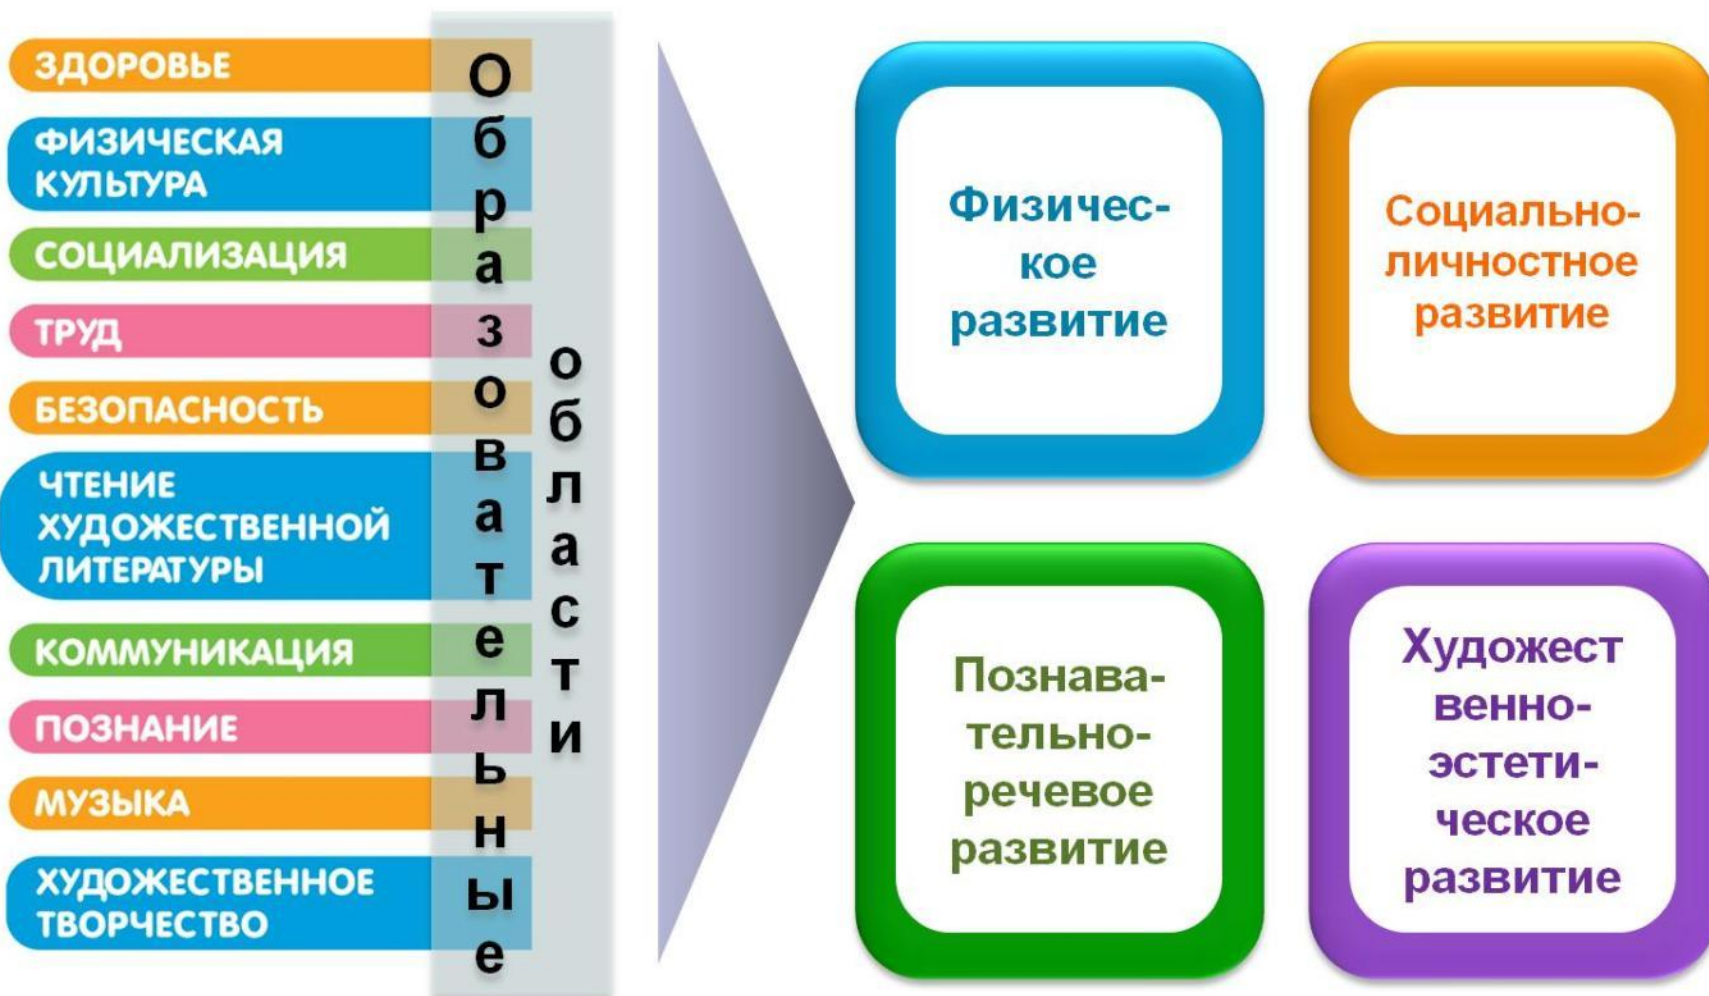 ЗДОРОВЬЕ
ФИЗИЧЕСКАЯ
КУЛЬТУРА
СОЦИАЛИЗАЦИЯ
ТРУД
БЕЗОПАСНОСТЬ
ЧТЕНИЕ
ХУДОЖЕСТВЕННОЙ
ЛИТЕРАТУРЫ
КОММУНИКАЦИЯ
ПОЗНАНИЕ
МУЗЫКА
ХУДОЖЕСТВЕННОЕ
ТВОРЧЕСТВО
Образовательные
области
Физичес-
кое
развитие
Социально-
личностное
развитие
Познава-
тельно-
речевое
развитие
Художест
венно-
эстети-
ческое
развитие